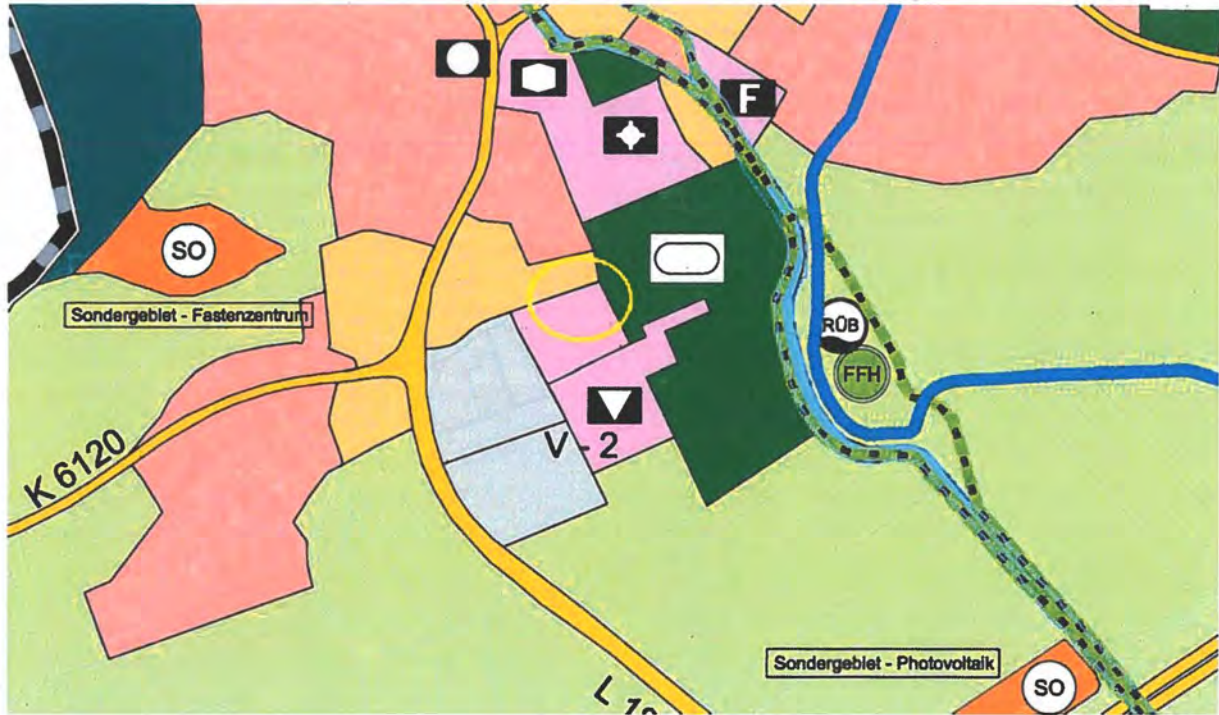 F
SO
Sondergebiet - Fastenzentrum
RÜB
FFH
V - 2
K 6120
Sondergebiet - Photovoltaik
SO